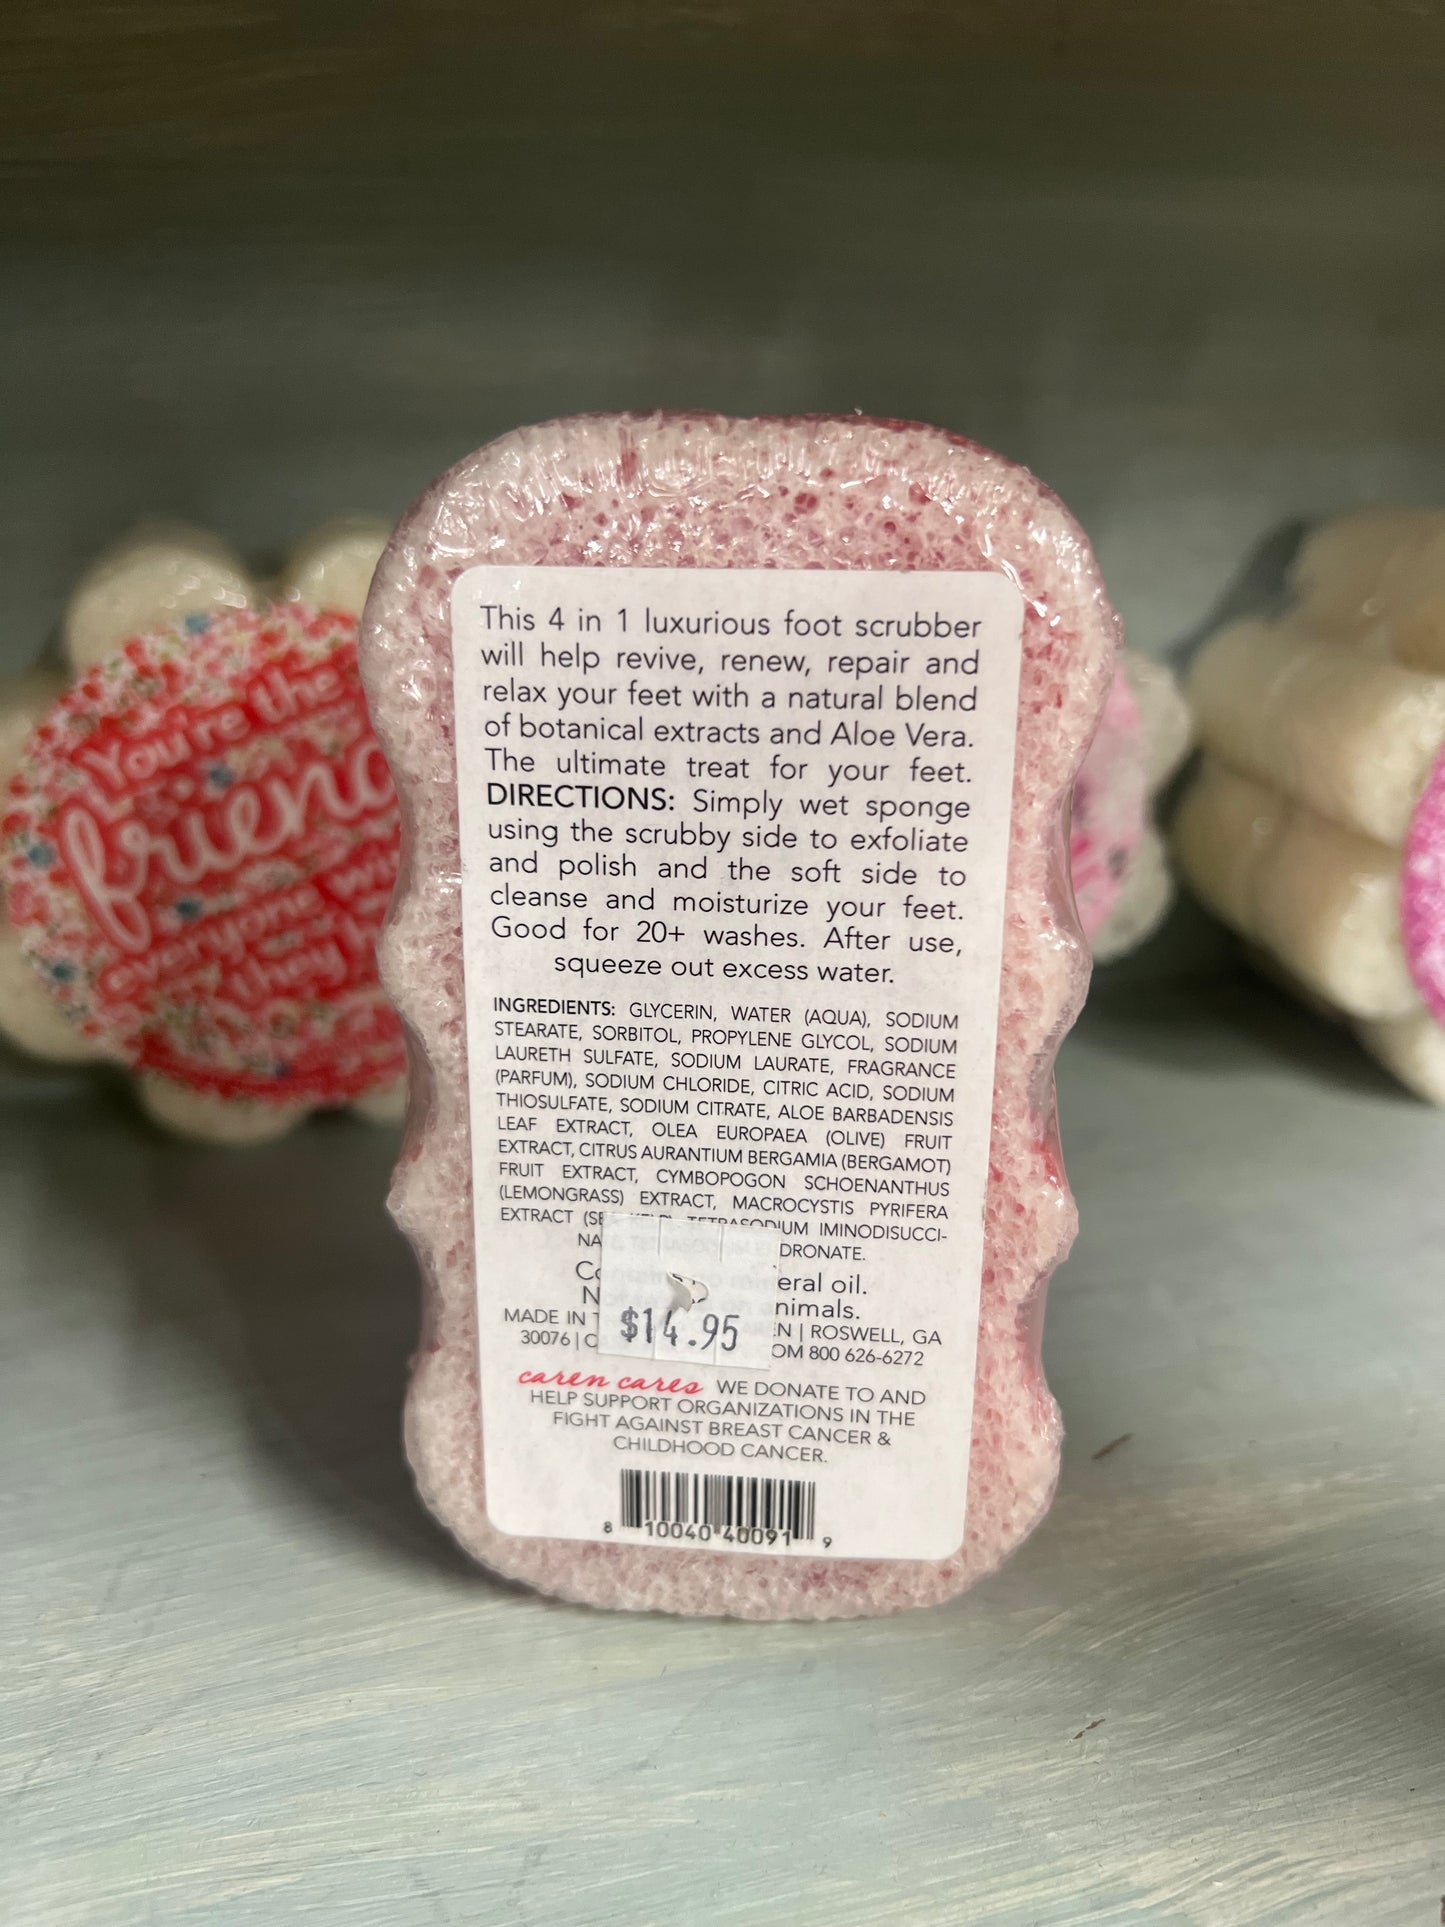 This 4 in 1 luxurious foot scrubber
will help revive, renew, repair and
relax your feet with a natural blend
of botanical extracts and Aloe Vera.
The ultimate treat for your feet.
DIRECTIONS: Simply wet sponge
using the scrubby side to exfoliate
and polish and the soft side to
cleanse and moisturize your feet.
Good for 20+ washes. After use,
squeeze out excess water.
INGREDIENTS: GLYCERIN, WATER (AQUA), SODIUM
STEARATE, SORBITOL, PROPYLENE GLYCOL, SODIUM
LAURETH SULFATE, SODIUM LAURATE, FRAGRANCE
(PARFUM), SODIUM CHLORIDE, CITRIC ACID, SODIUM
THIOSULFATE, SODIUM CITRATE, ALOE BARBADENSIS
LEAF EXTRACT, OLEA EUROPAEA (OLIVE) FRUIT
EXTRACT, CITRUS AURANTIUM BERGAMIA (BERGAMOT)
FRUIT EXTRACT, CYMBOPOGON SCHOENANTHUS
(LEMONGRASS) EXTRACT, MACROCYSTIS PYRIFERA
EXTRACT TETRASODIUM IMINODISUCCI-
NA DRONATE.
eral oil.
nimals.
MADE IN EN | ROSWELL, GA
30076 | OM 800 626-6272
$14.95
caren cares WE DONATE TO AND
HELP SUPPORT ORGANIZATIONS IN THE
FIGHT AGAINST BREAST CANCER &
CHILDHOOD CANCER.
8 10040 40091 9
You're the
friend
everyone
they